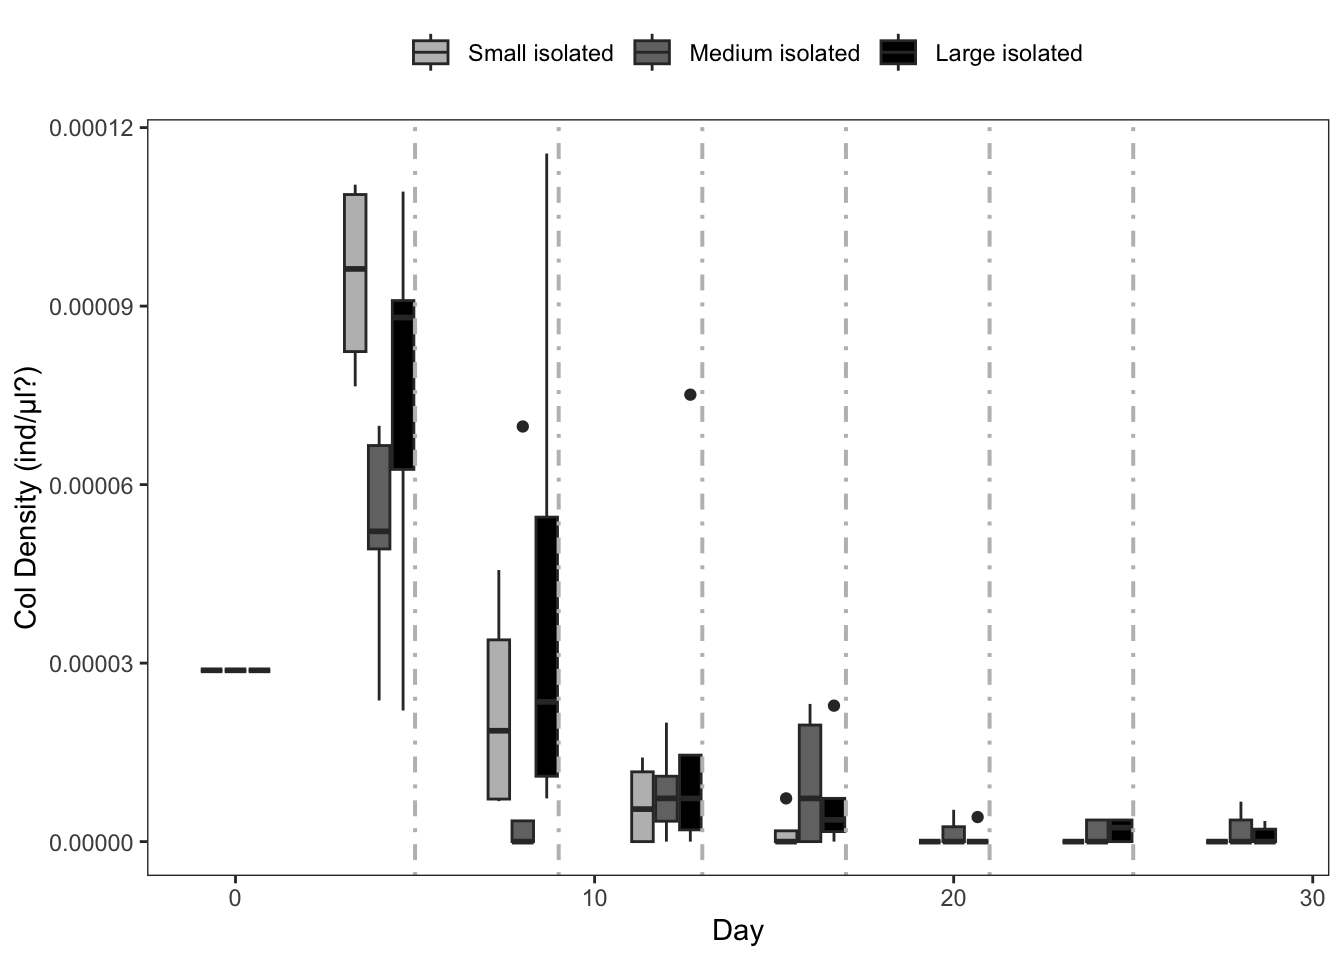 Small isolated Medium isolated Large isolated
0.00012
0.00009
0.00006
0.00003
0.00000
Col Density (ind/μl?)
0 10 20 30
Day